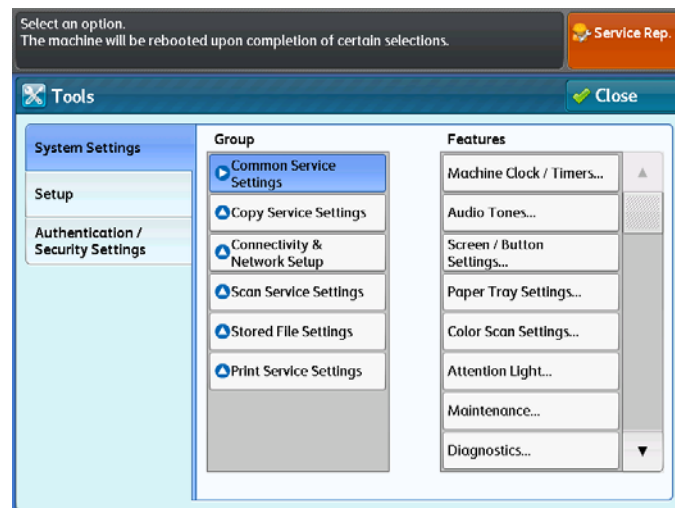 Select an option.
The machine will be rebooted upon completion of certain selections.
Service Rep.
Tools
Close
System Settings
Setup
Authentication /
Security Settings
Group
Common Service
Settings
Copy Service Settings
Connectivity &
Network Setup
Scan Service Settings
Stored File Settings
Print Service Settings
Features
Machine Clock / Timers...
Audio Tones...
Screen / Button
Settings...
Paper Tray Settings...
Color Scan Settings...
Attention Light...
Maintenance...
Diagnostics...